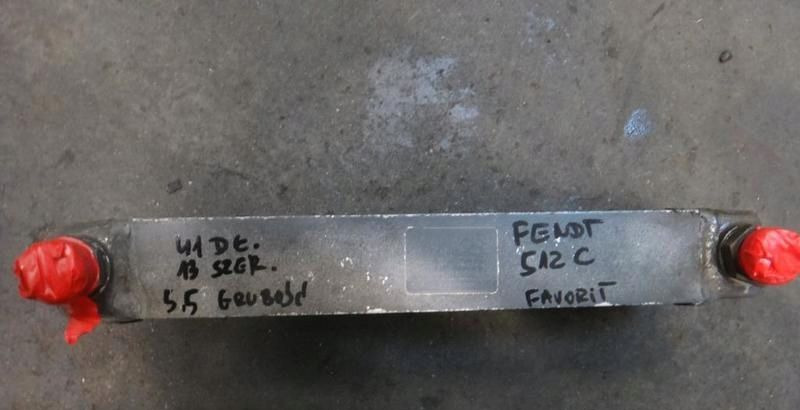 41 DŁ.
13 SZER.
5,5 GRUBOŚĆ
FENDT
512 C
FAVORIT